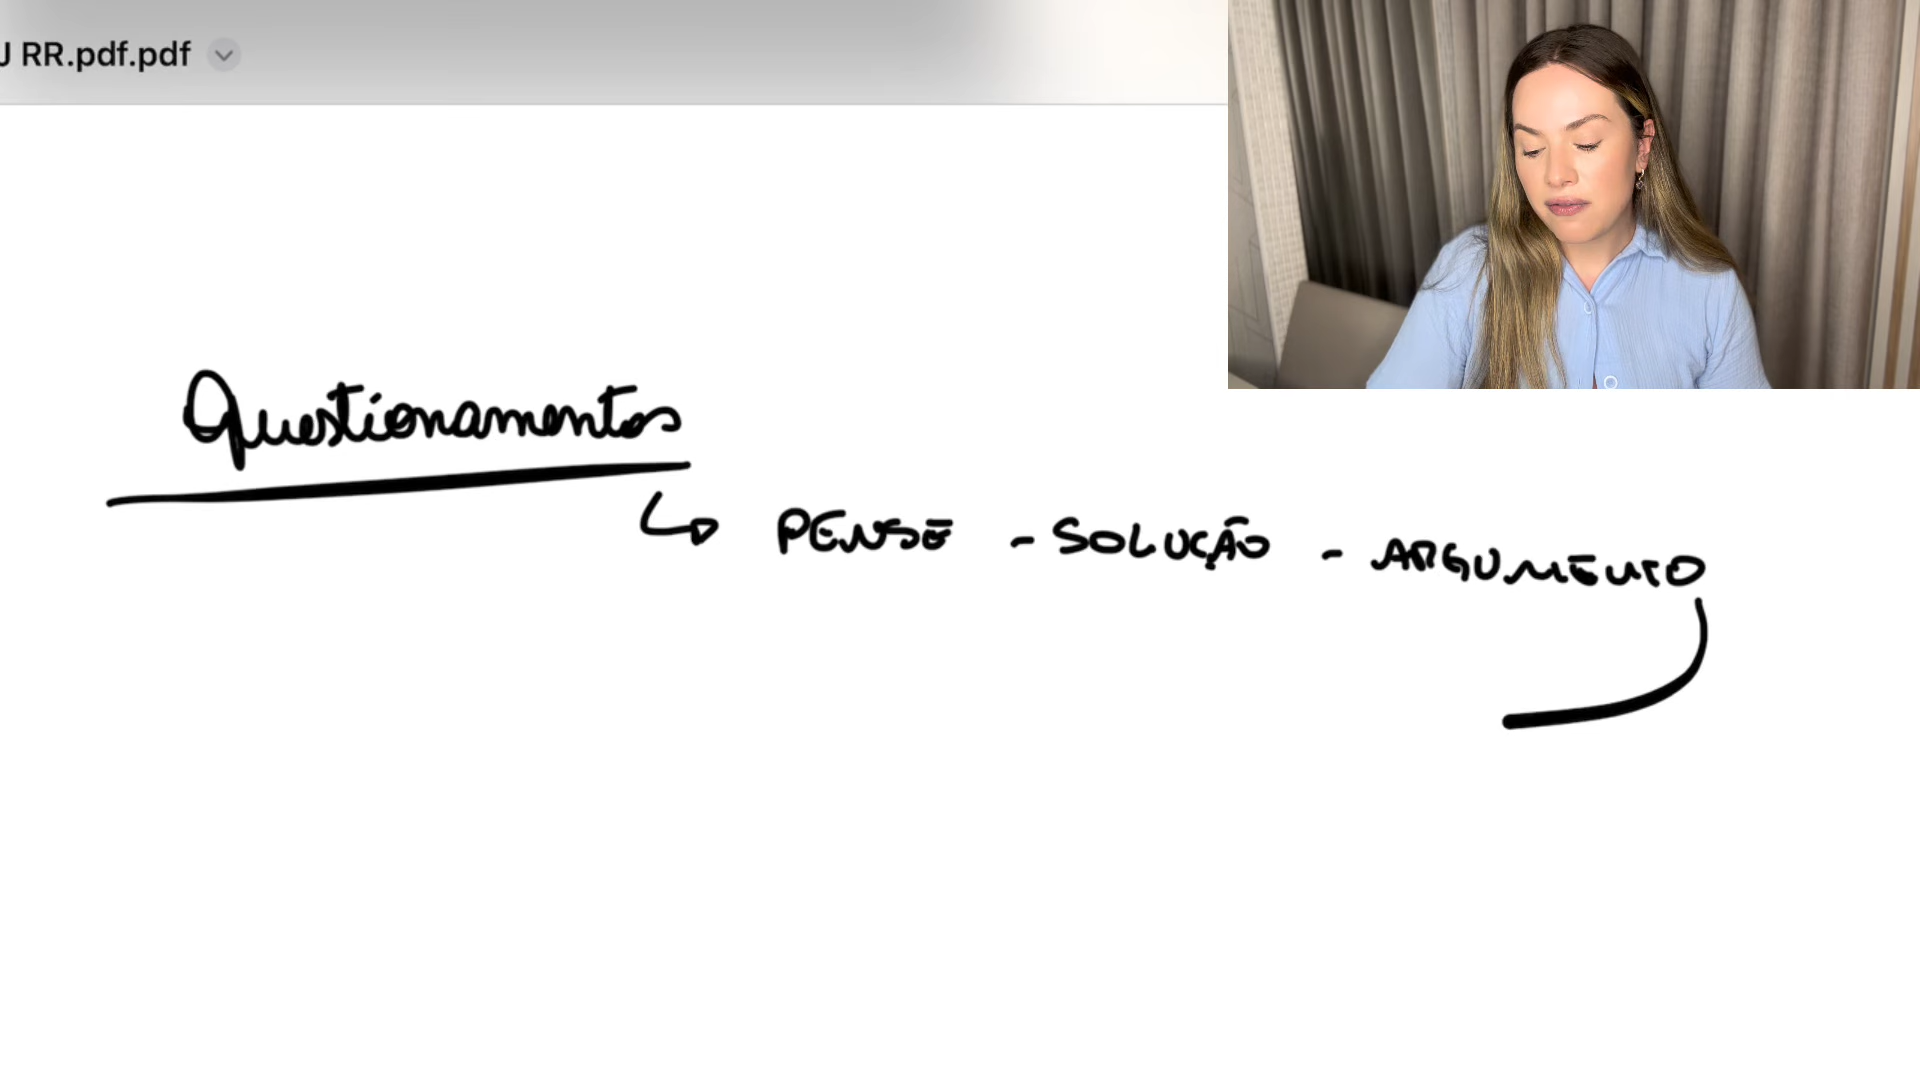 J RR.pdf.pdf
Questionamentos
↳ PENSE - SOLUÇÃO - ARGUMENTO